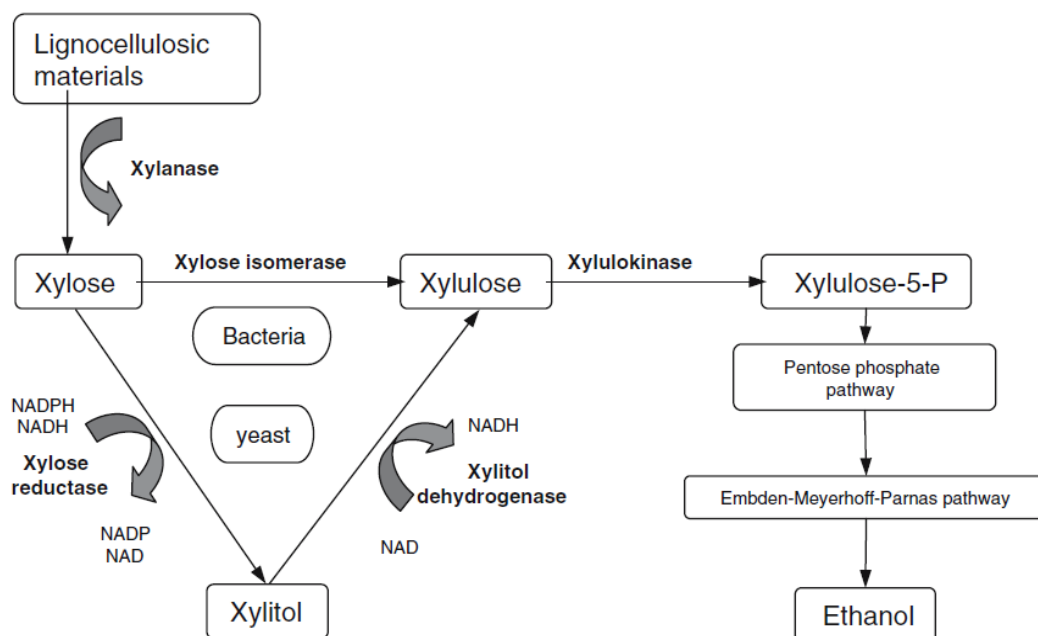 Lignocellulosic
materials
Xylanase
Xylose
Xylose isomerase
Xylulose
Xylulokinase
Xylulose-5-P
Bacteria
Pentose phosphate
pathway
NADPH
NADH
yeast
NADH
Xylose
reductase
Xylitol
dehydrogenase
Embden-Meyerhoff-Parnas pathway
NADP
NAD
NAD
Xylitol
Ethanol